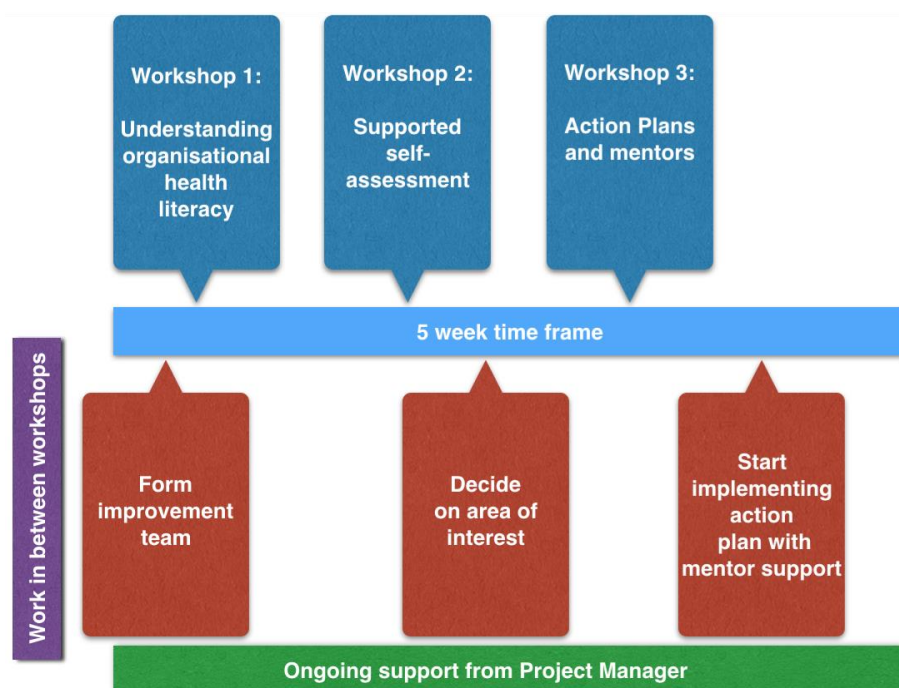 Workshop 1:
Understanding
organisational
health
literacy
Workshop 2:
Supported
self-
assessment
Workshop 3:
Action Plans
and mentors
5 week time frame
Work in between workshops
Form
improvement
team
Decide
on area of
interest
Start
implementing
action
plan with
mentor support
Ongoing support from Project Manager